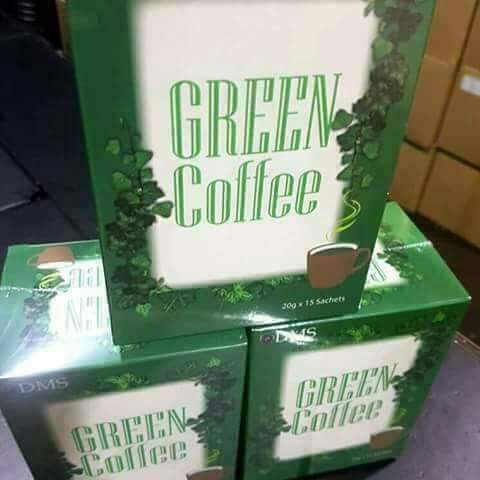 GREEN
Coffee
20g x 15 Sachets
DMS
GREEN
Coffee
DMS
GREEN
Coffee